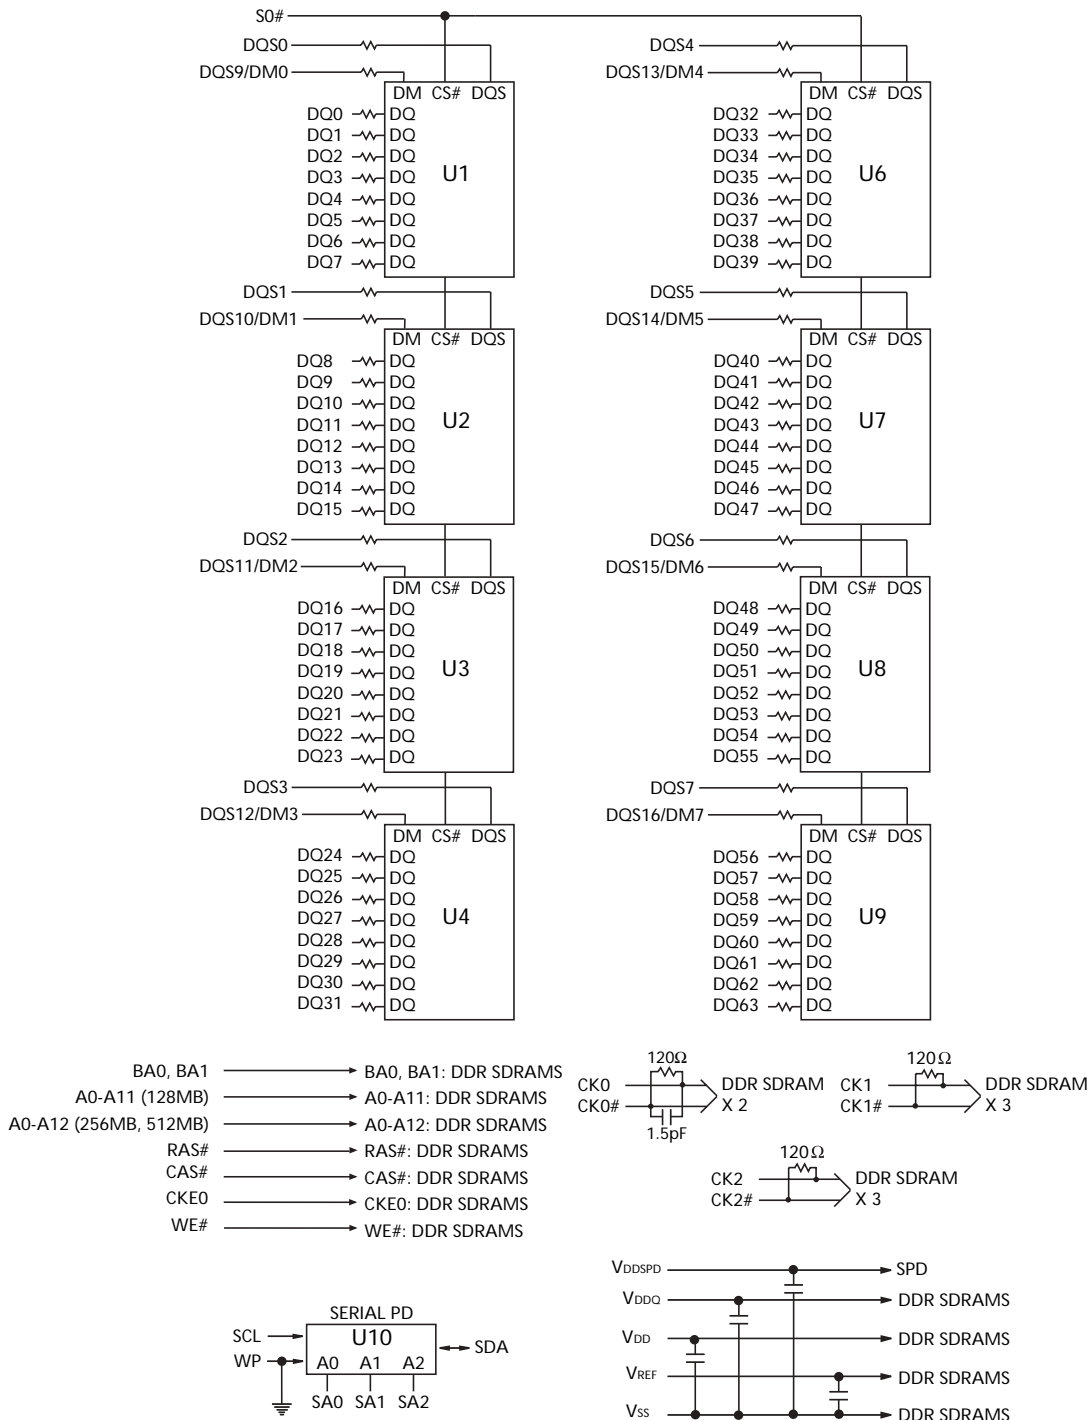 S0#
DQS0
DQS9/DM0
DM CS# DQS
DQ0 DQ
DQ1 DQ
DQ2 DQ
DQ3 DQ
DQ4 DQ
DQ5 DQ
DQ6 DQ
DQ7 DQ
U1
DQS1
DQS10/DM1
DM CS# DQS
DQ8 DQ
DQ9 DQ
DQ10 DQ
DQ11 DQ
DQ12 DQ
DQ13 DQ
DQ14 DQ
DQ15 DQ
U2
DQS2
DQS11/DM2
DM CS# DQS
DQ16 DQ
DQ17 DQ
DQ18 DQ
DQ19 DQ
DQ20 DQ
DQ21 DQ
DQ22 DQ
DQ23 DQ
U3
DQS3
DQS12/DM3
DM CS# DQS
DQ24 DQ
DQ25 DQ
DQ26 DQ
DQ27 DQ
DQ28 DQ
DQ29 DQ
DQ30 DQ
DQ31 DQ
U4
DQS4
DQS13/DM4
DM CS# DQS
DQ32 DQ
DQ33 DQ
DQ34 DQ
DQ35 DQ
DQ36 DQ
DQ37 DQ
DQ38 DQ
DQ39 DQ
U6
DQS5
DQS14/DM5
DM CS# DQS
DQ40 DQ
DQ41 DQ
DQ42 DQ
DQ43 DQ
DQ44 DQ
DQ45 DQ
DQ46 DQ
DQ47 DQ
U7
DQS6
DQS15/DM6
DM CS# DQS
DQ48 DQ
DQ49 DQ
DQ50 DQ
DQ51 DQ
DQ52 DQ
DQ53 DQ
DQ54 DQ
DQ55 DQ
U8
DQS7
DQS16/DM7
DM CS# DQS
DQ56 DQ
DQ57 DQ
DQ58 DQ
DQ59 DQ
DQ60 DQ
DQ61 DQ
DQ62 DQ
DQ63 DQ
U9
BA0, BA1 BA0, BA1: DDR SDRAMS
A0-A11 (128MB) A0-A11: DDR SDRAMS
A0-A12 (256MB, 512MB) A0-A12: DDR SDRAMS
RAS# RAS#: DDR SDRAMS
CAS# CAS#: DDR SDRAMS
CKE0 CKE0: DDR SDRAMS
WE# WE#: DDR SDRAMS
120Ω
CK0 DDR SDRAM
CK0# X 2
1.5pF
120Ω
CK1 DDR SDRAM
CK1# X 3
120Ω
CK2 DDR SDRAM
CK2# X 3
SERIAL PD
SCL U10
SDA
WP A0 A1 A2
SA0 SA1 SA2
VDDSPD SPD
VDDQ DDR SDRAMS
VDD DDR SDRAMS
VREF DDR SDRAMS
VSS DDR SDRAMS